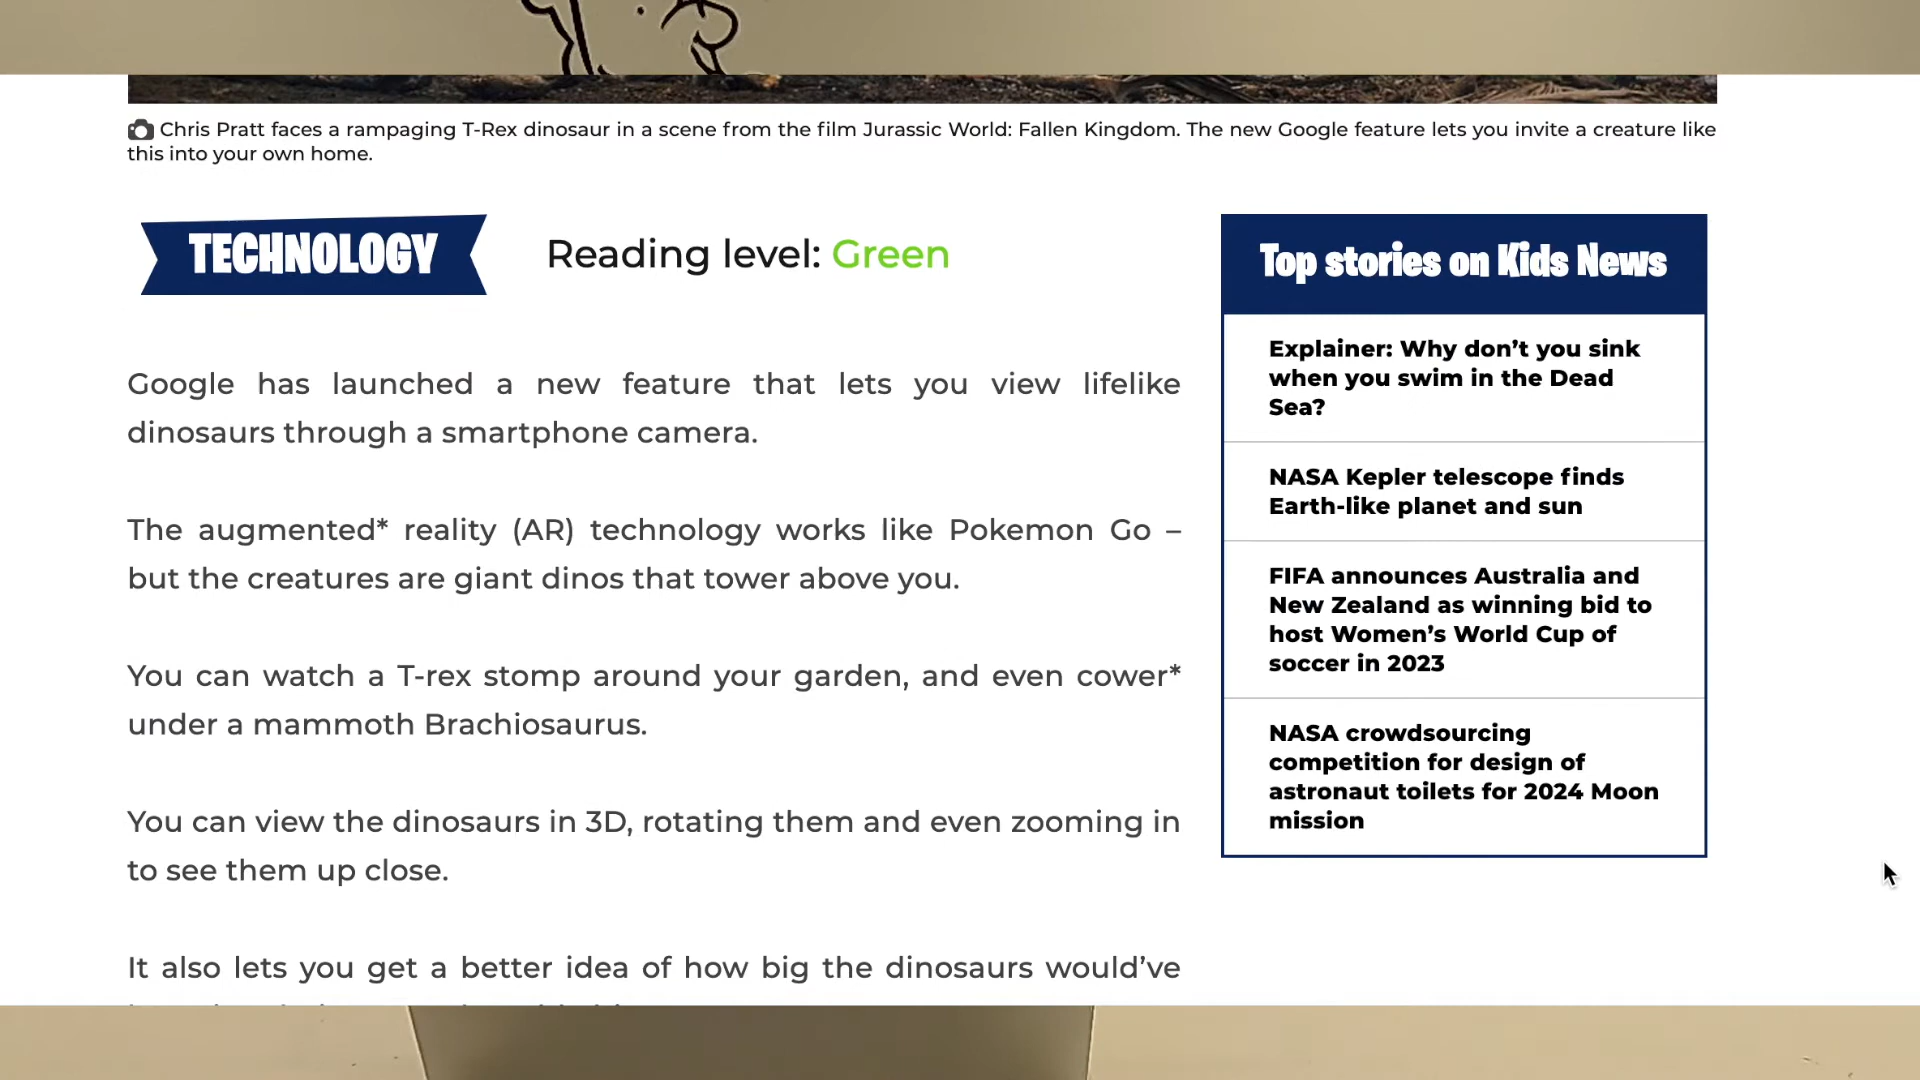 Chris Pratt faces a rampaging T-Rex dinosaur in a scene from the film Jurassic World: Fallen Kingdom. The new Google feature lets you invite a creature like
this into your own home.
TECHNOLOGY
Reading level: Green
Google has launched a new feature that lets you view lifelike
dinosaurs through a smartphone camera.
The augmented* reality (AR) technology works like Pokemon Go –
but the creatures are giant dinos that tower above you.
You can watch a T-rex stomp around your garden, and even cower*
under a mammoth Brachiosaurus.
You can view the dinosaurs in 3D, rotating them and even zooming in
to see them up close.
It also lets you get a better idea of how big the dinosaurs would’ve
Top stories on Kids News
Explainer: Why don’t you sink
when you swim in the Dead
Sea?
NASA Kepler telescope finds
Earth-like planet and sun
FIFA announces Australia and
New Zealand as winning bid to
host Women’s World Cup of
soccer in 2023
NASA crowdsourcing
competition for design of
astronaut toilets for 2024 Moon
mission